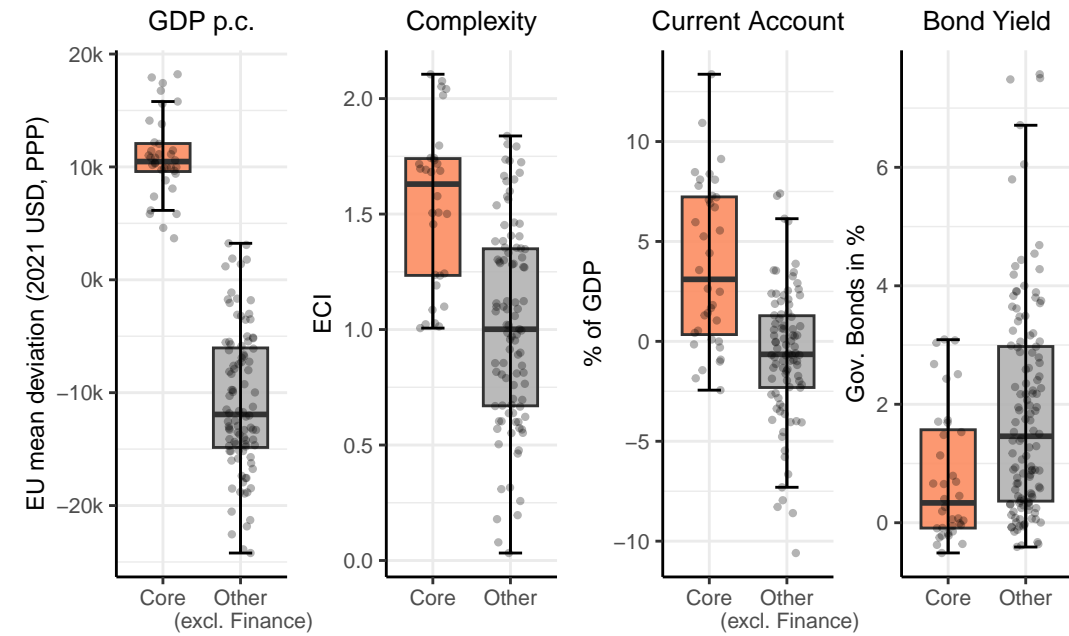 GDP p.c.
Complexity
Current Account
Bond Yield
EU mean deviation (2021 USD, PPP)
20k
10k
0k
−10k
−20k
Core
Other
(excl. Finance)
ECI
2.0
1.5
1.0
0.5
0.0
Core
Other
% of GDP
10
5
0
−5
−10
Core
Other
(excl. Finance)
Gov. Bonds in %
6
4
2
0
Core
Other